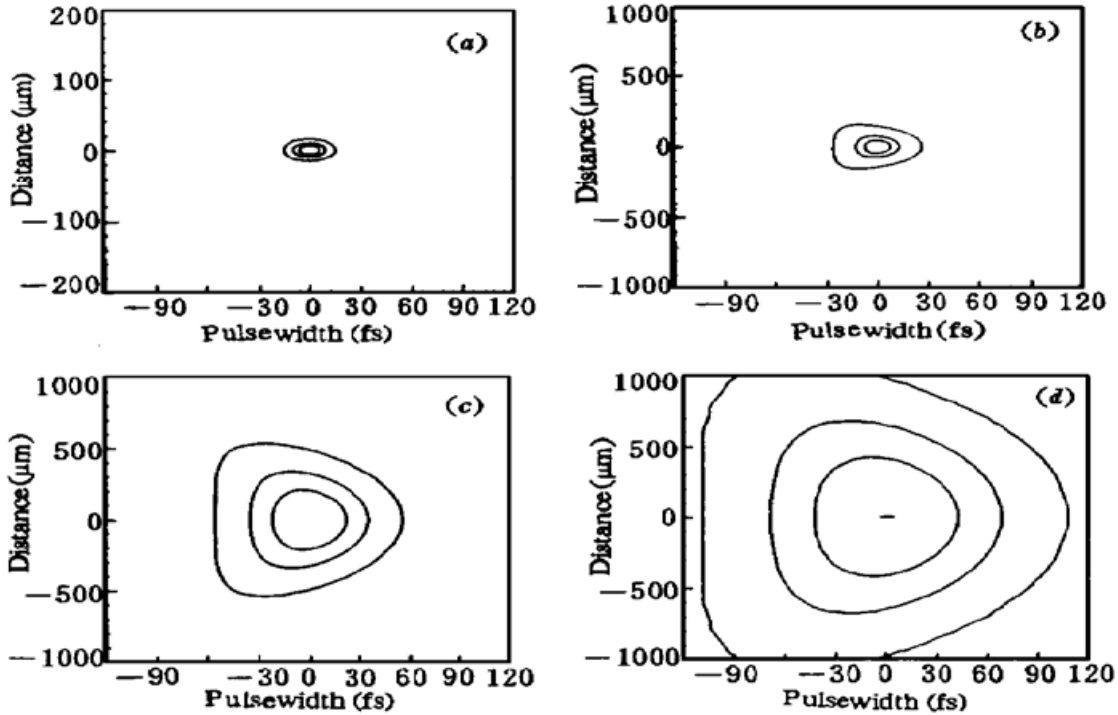 200
(a)
100
Distance (μm)
0
—100
—200
—90 —30 0 30 60 90 120
Pulsewidth (fs)
1000
(b)
500
Distance (μm)
0
—500
—1000
—90 —30 0 30 60 90 120
Pulsewidth (fs)
1000
(c)
500
Distance (μm)
0
—500
—1000
—90 —30 0 30 60 90 120
Pulsewidth (fs)
1000
(d)
500
Distance (μm)
0
—500
—1000
—90 —30 0 30 60 90 120
Pulsewidth (fs)